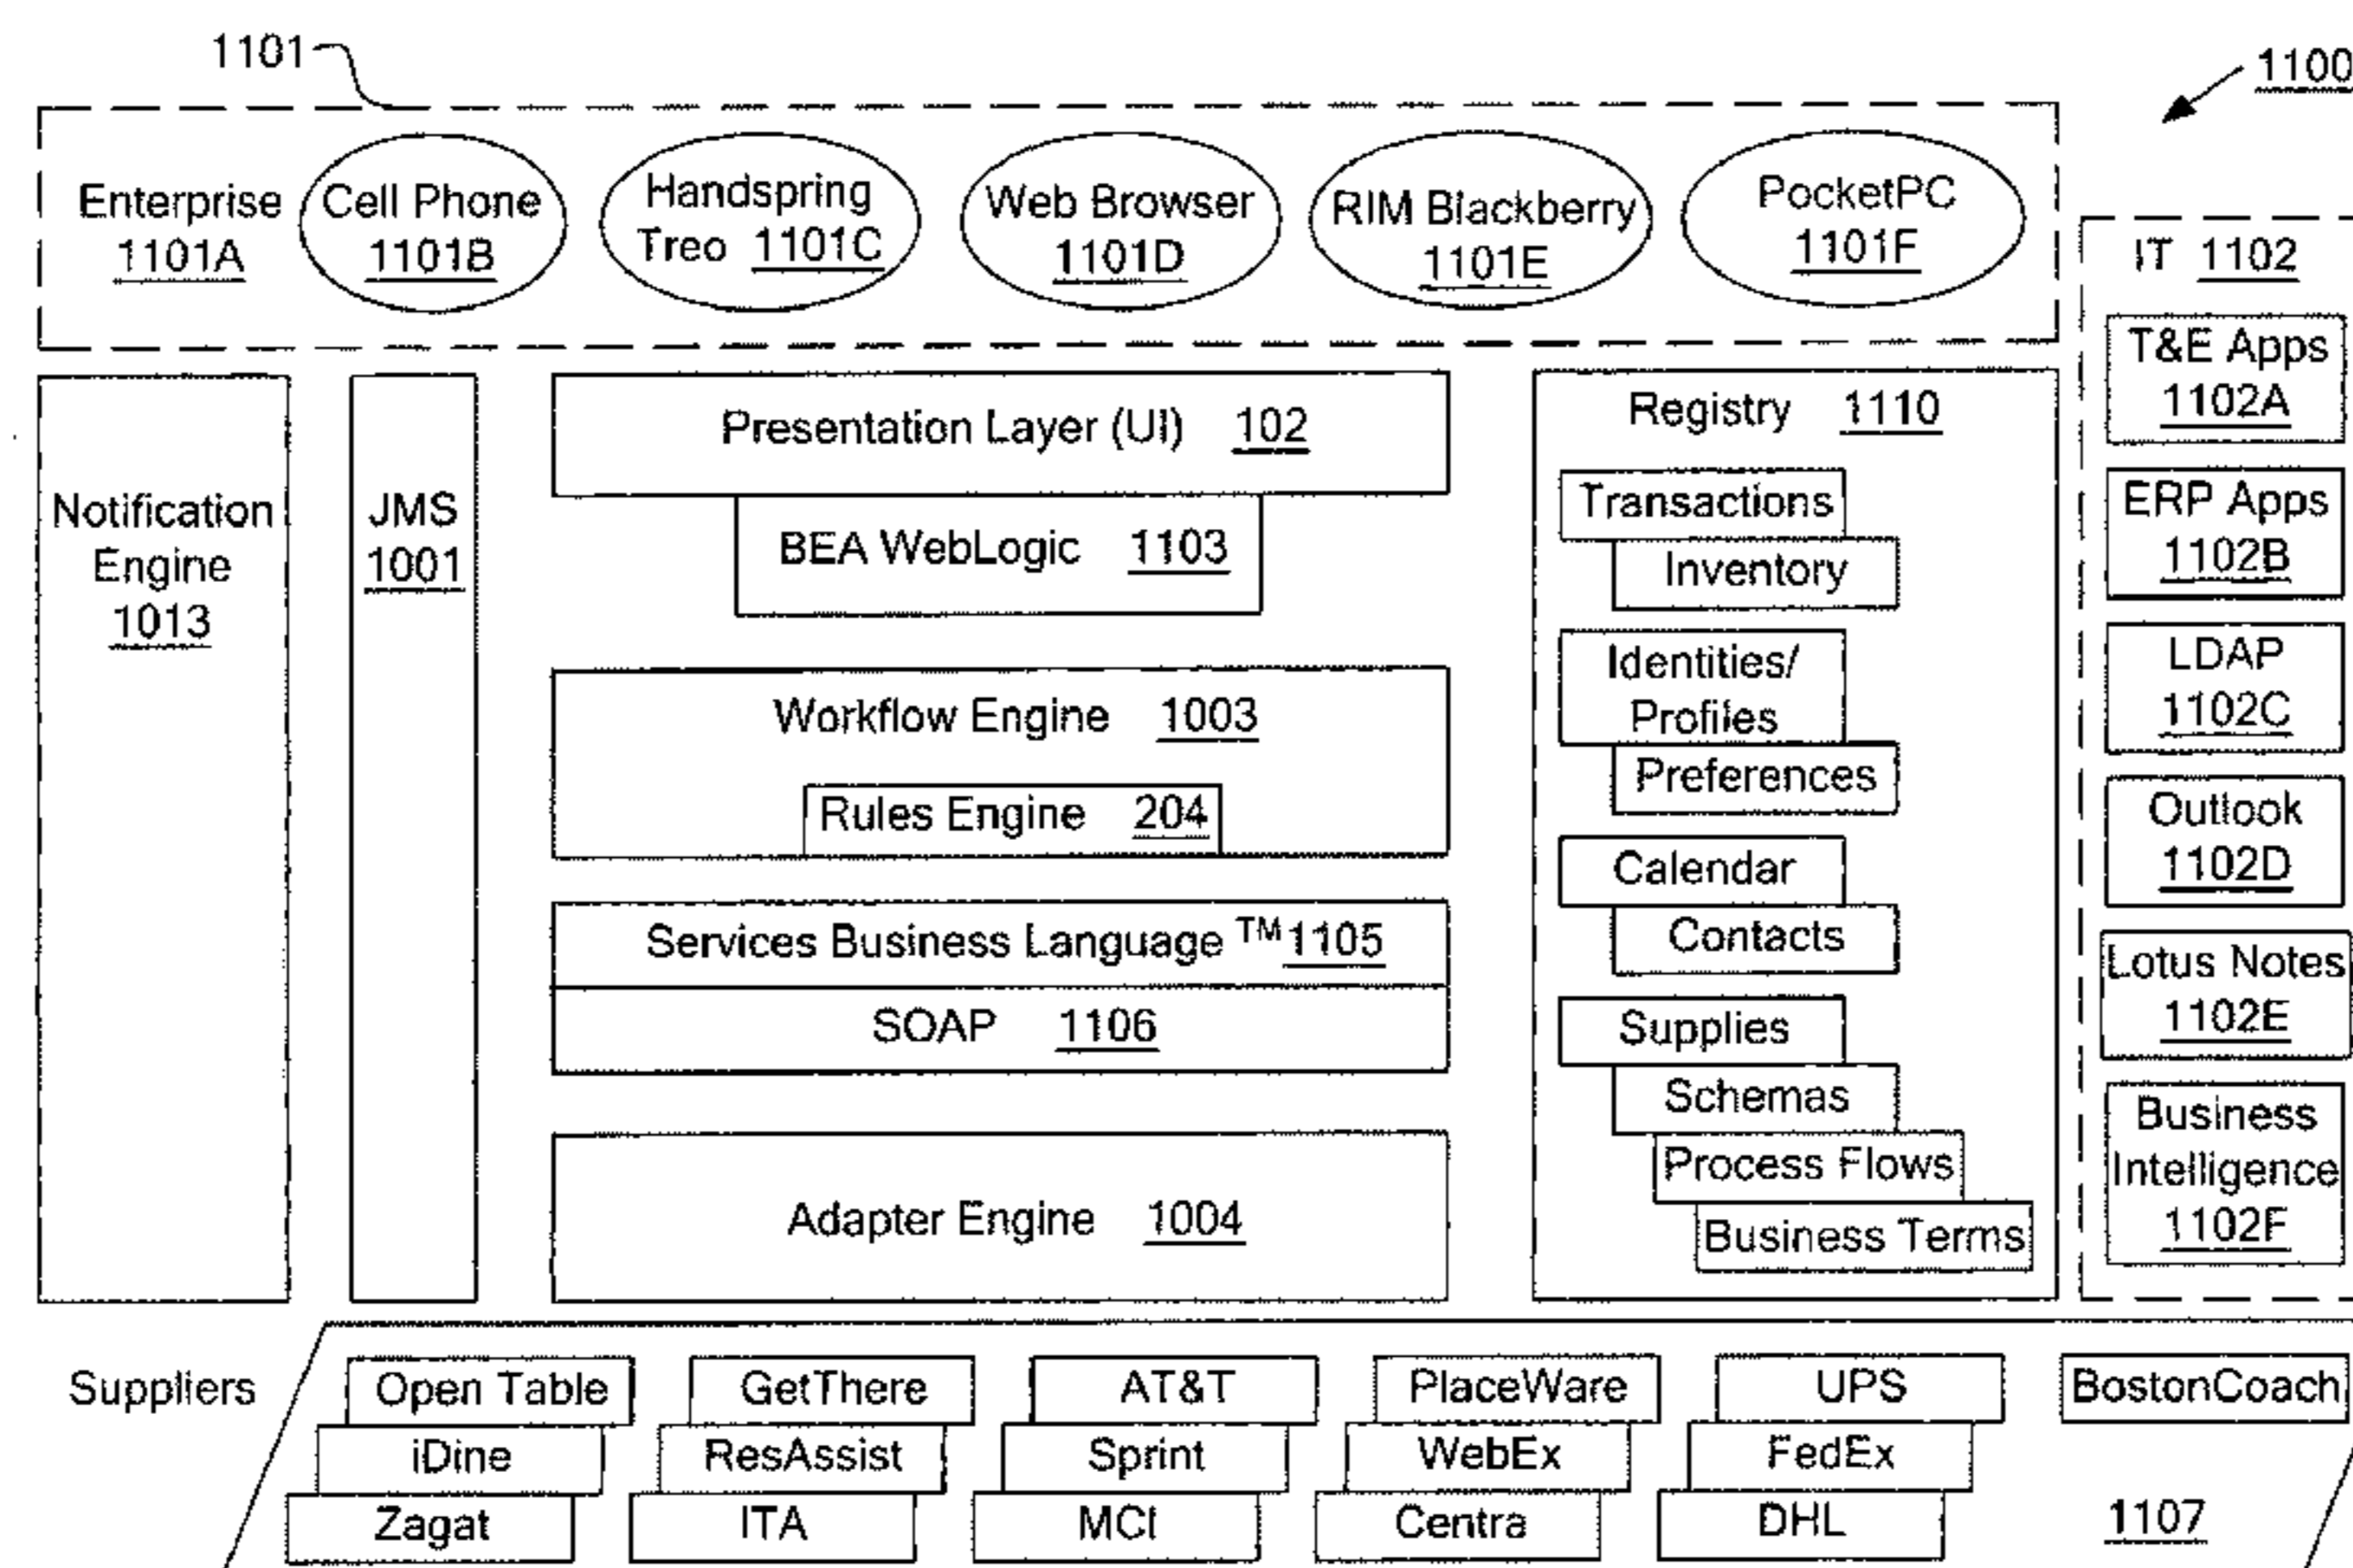 1101
1100
Enterprise
1101A
Cell Phone
1101B
Handspring
Treo 1101C
Web Browser
1101D
RIM Blackberry
1101E
PocketPC
1101F
IT 1102
T&E Apps
1102A
ERP Apps
1102B
LDAP
1102C
Outlook
1102D
Lotus Notes
1102E
Business
Intelligence
1102F
Notification
Engine
1013
JMS
1001
Presentation Layer (UI) 102
BEA WebLogic 1103
Workflow Engine 1003
Rules Engine 204
Services Business Language ™ 1105
SOAP 1106
Adapter Engine 1004
Registry 1110
Transactions
Inventory
Identities/
Profiles
Preferences
Calendar
Contacts
Supplies
Schemas
Process Flows
Business Terms
Suppliers
Open Table
iDine
Zagat
GetThere
ResAssist
ITA
AT&T
Sprint
MCI
PlaceWare
WebEx
Centra
UPS
FedEx
DHL
BostonCoach
1107